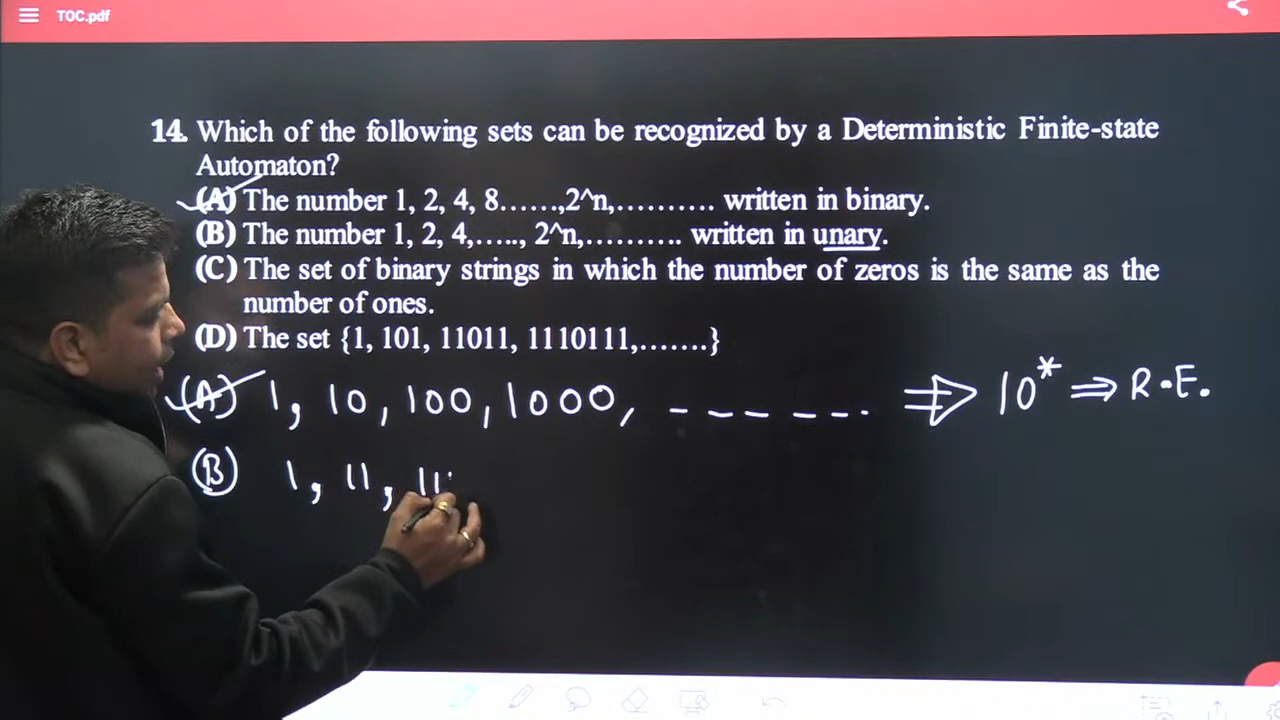 TOC.pdf
14. Which of the following sets can be recognized by a Deterministic Finite-state
Automaton?
(A) The number 1, 2, 4, 8……,2^n,………. written in binary.
(B) The number 1, 2, 4,….., 2^n,……….. written in unary.
(C) The set of binary strings in which the number of zeros is the same as the
number of ones.
(D) The set {1, 101, 11011, 1110111,…….}
(A) 1, 10, 100, 1000, - - - - - . ⇒ 10* ⇒ R.E.
(B) 1, 11, 11